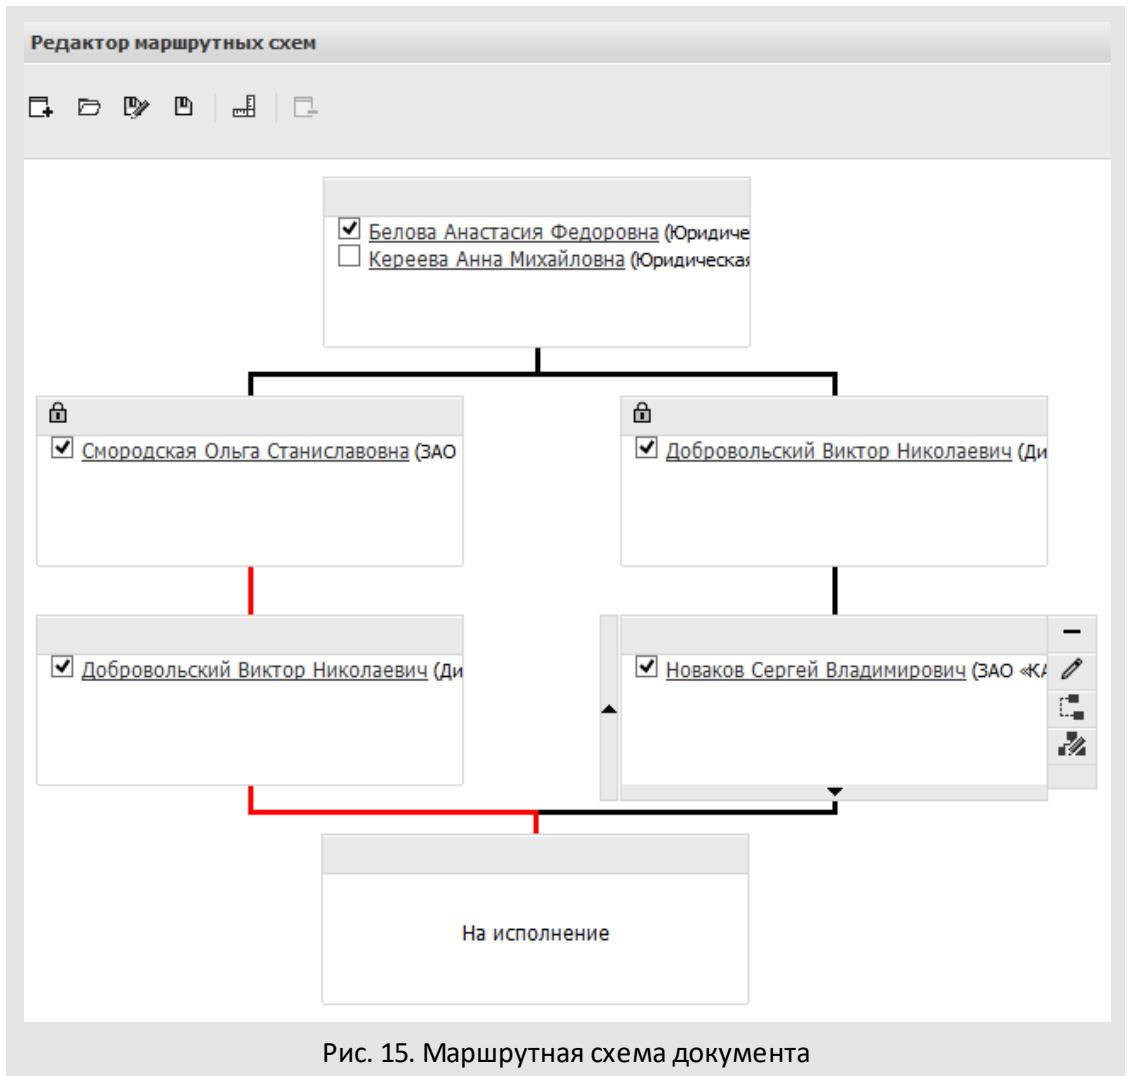 Редактор маршрутных схем
Белова Анастасия Федоровна (Юридиче
Кереева Анна Михайловна (Юридическая
Смородская Ольга Станиславовна (ЗАО
Добровольский Виктор Николаевич (Ди
Добровольский Виктор Николаевич (Ди
Новаков Сергей Владимирович (ЗАО «КА
На исполнение
Рис. 15. Маршрутная схема документа